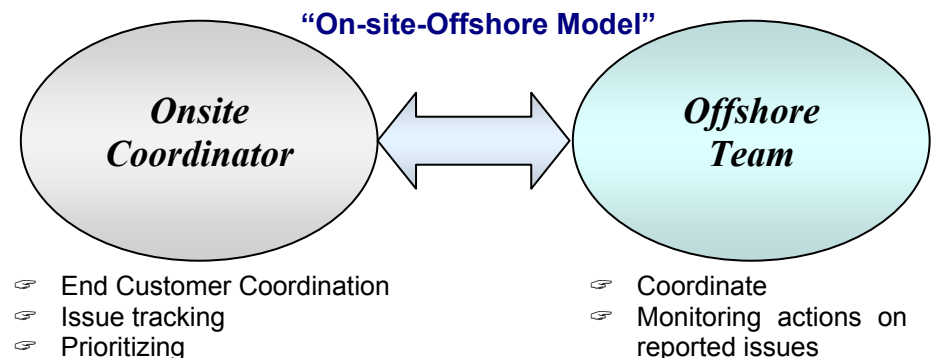 “On-site-Offshore Model”
Onsite
Coordinator
Offshore
Team
☞ End Customer Coordination
☞ Issue tracking
☞ Prioritizing
☞ Coordinate
☞ Monitoring actions on
reported issues